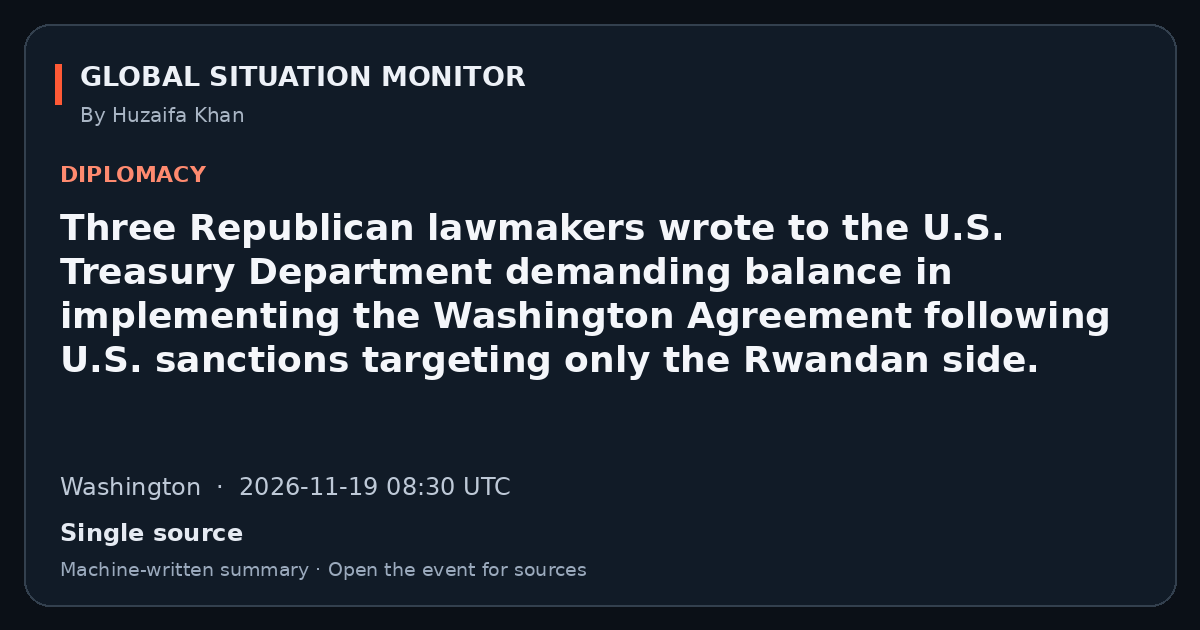 GLOBAL SITUATION MONITOR
By Huzaifa Khan
DIPLOMACY
Three Republican lawmakers wrote to the U.S.
Treasury Department demanding balance in
implementing the Washington Agreement following
U.S. sanctions targeting only the Rwandan side.
Washington · 2026-11-19 08:30 UTC
Single source
Machine-written summary · Open the event for sources